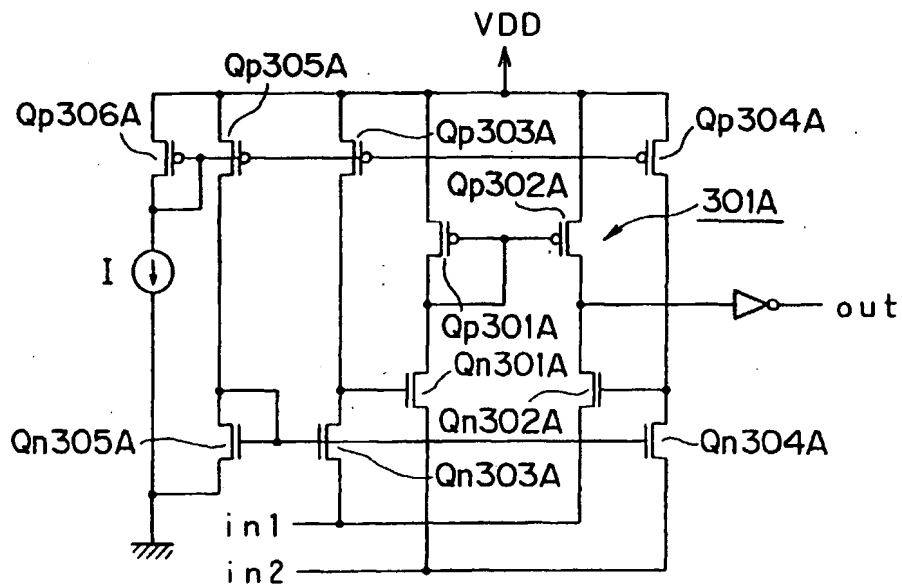 VDD
Qp305A
Qp306A
Qp303A
Qp304A
Qp302A
301A
I
out
Qp301A
Qn301A
Qn302A
Qn305A
Qn304A
Qn303A
in1
in2